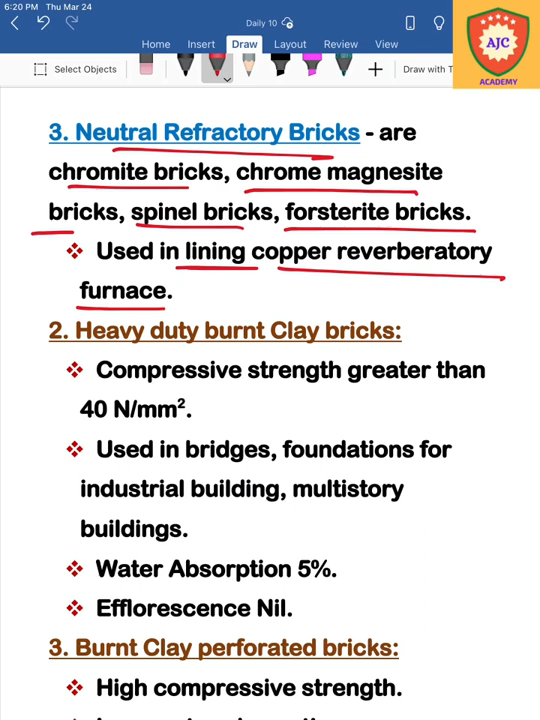 6:20 PM Thu Mar 24
Daily 10
Home Insert Draw Layout Review View
AJC
ACADEMY
Select Objects
Draw with T
3. Neutral Refractory Bricks - are
chromite bricks, chrome magnesite
bricks, spinel bricks, forsterite bricks.
❖ Used in lining copper reverberatory
furnace.
2. Heavy duty burnt Clay bricks:
❖ Compressive strength greater than
40 N/mm².
❖ Used in bridges, foundations for
industrial building, multistory
buildings.
❖ Water Absorption 5%.
❖ Efflorescence Nil.
3. Burnt Clay perforated bricks:
❖ High compressive strength.